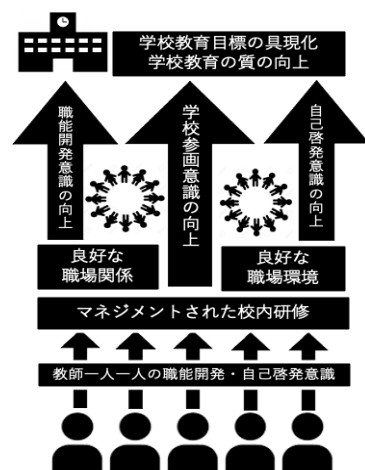 学校教育目標の具現化
学校教育の質の向上
職能開発意識の向上
学校参画意識の向上
自己啓発意識の向上
良好な
職場関係
良好な
職場環境
マネジメントされた校内研修
教師一人一人の職能開発・自己啓発意識